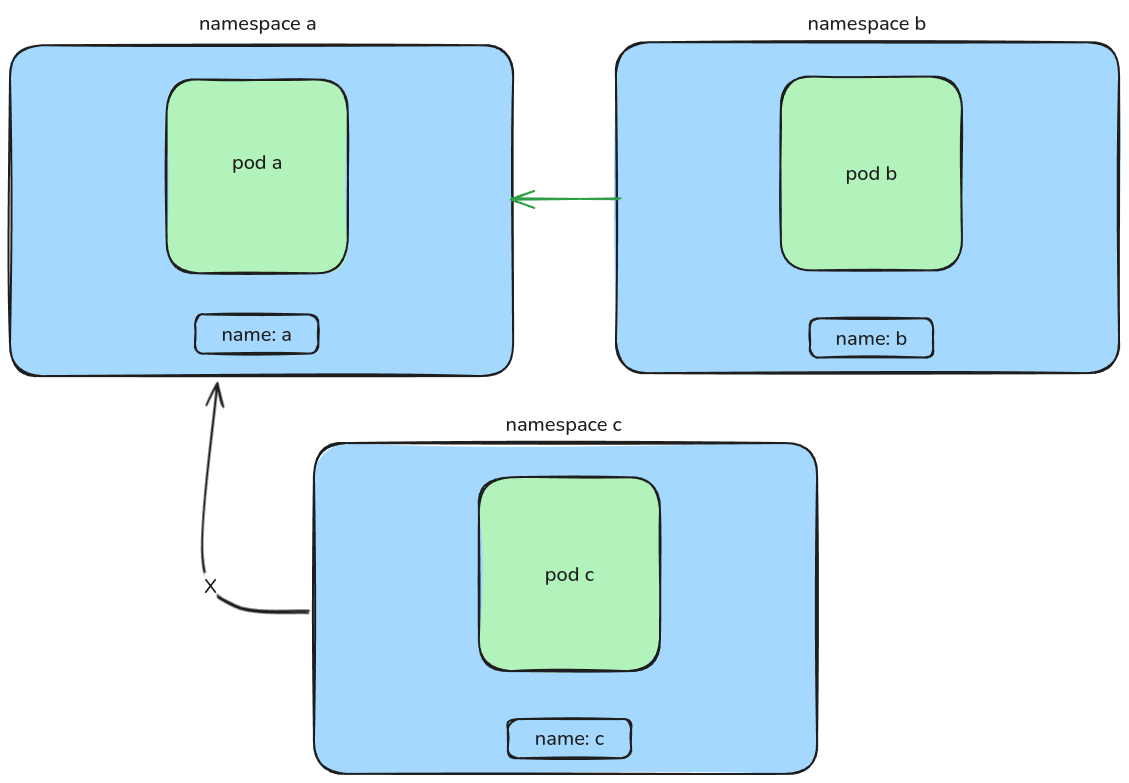 namespace a
namespace b
pod a
pod b
name: a
name: b
namespace c
pod c
X
name: c